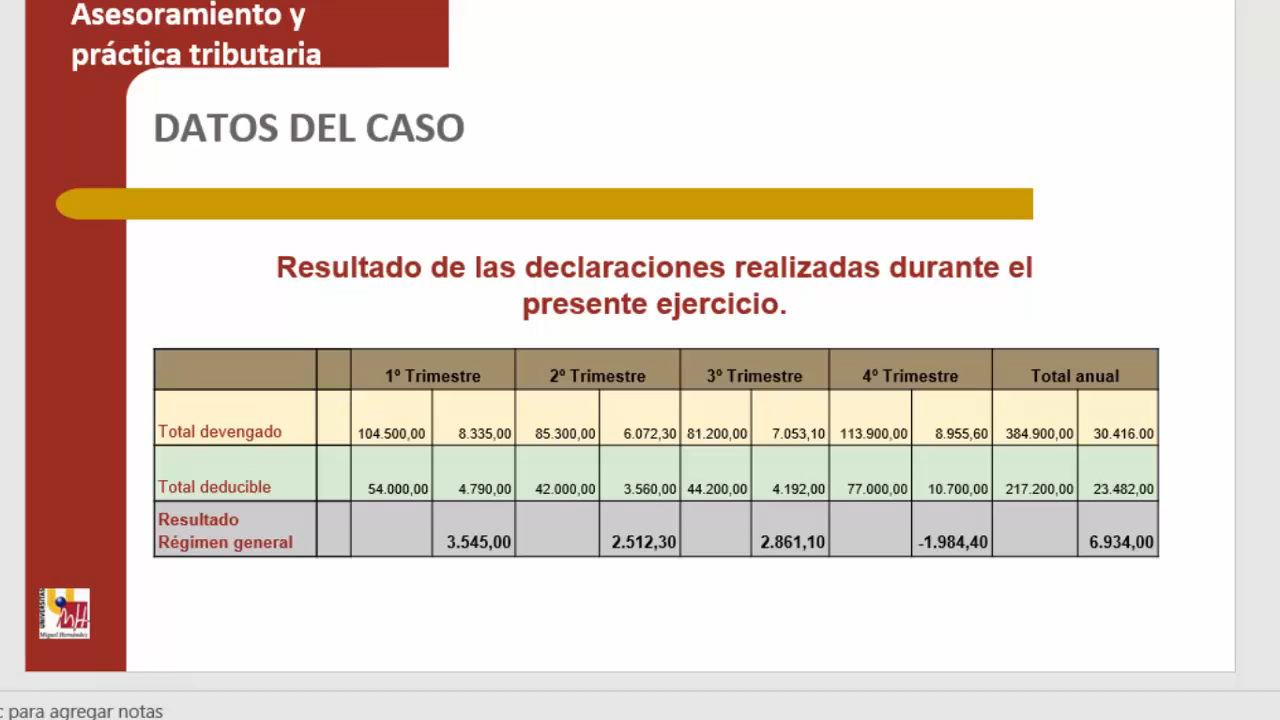 Asesoramiento y
práctica tributaria
DATOS DEL CASO
Resultado de las declaraciones realizadas durante el
presente ejercicio.
1º Trimestre 2º Trimestre 3º Trimestre 4º Trimestre Total anual
Total devengado 104.500,00 8.335,00 85.300,00 6.072,30 81.200,00 7.053,10 113.900,00 8.955,60 384.900,00 30.416.00
Total deducible 54.000,00 4.790,00 42.000,00 3.560,00 44.200,00 4.192,00 77.000,00 10.700,00 217.200,00 23.482,00
Resultado
Régimen general 3.545,00 2.512,30 2.861,10 -1.984,40 6.934,00
UNIVERSITAS
Miguel Hernández
c para agregar notas